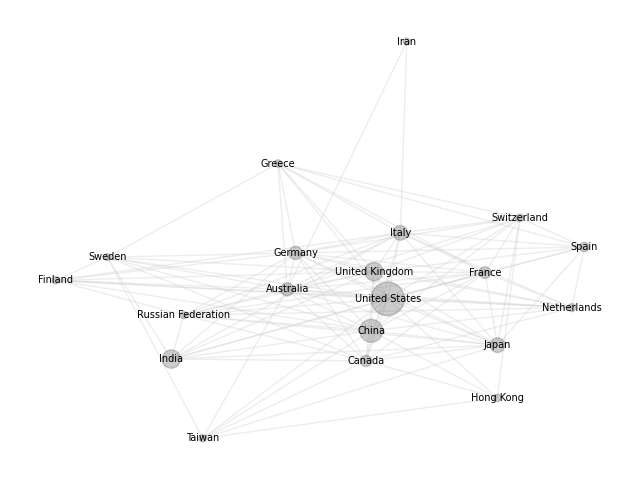 Iran
Greece
Switzerland
Italy
Spain
Germany
Sweden
United Kingdom
France
Finland
Australia
United States
Netherlands
Russian Federation
China
Japan
India
Canada
Hong Kong
Taiwan